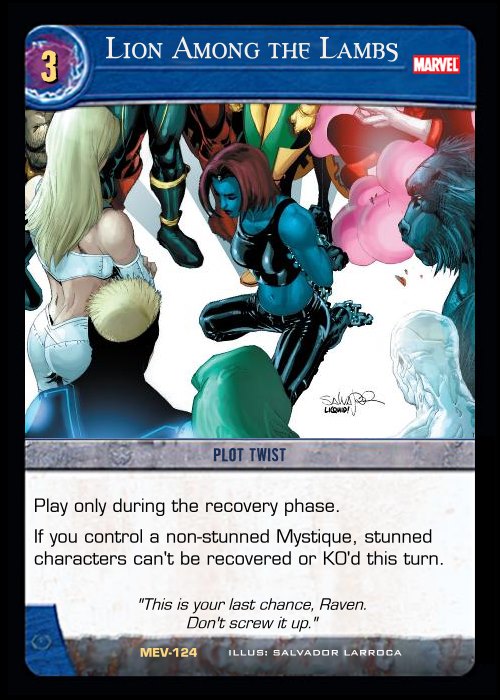 3
Lion Among the Lambs
MARVEL
SALVADOR
LIQUID!
PLOT TWIST
Play only during the recovery phase.
If you control a non-stunned Mystique, stunned
characters can't be recovered or KO'd this turn.
"This is your last chance, Raven.
Don't screw it up."
MEV-124 ILLUS: SALVADOR LARROCA